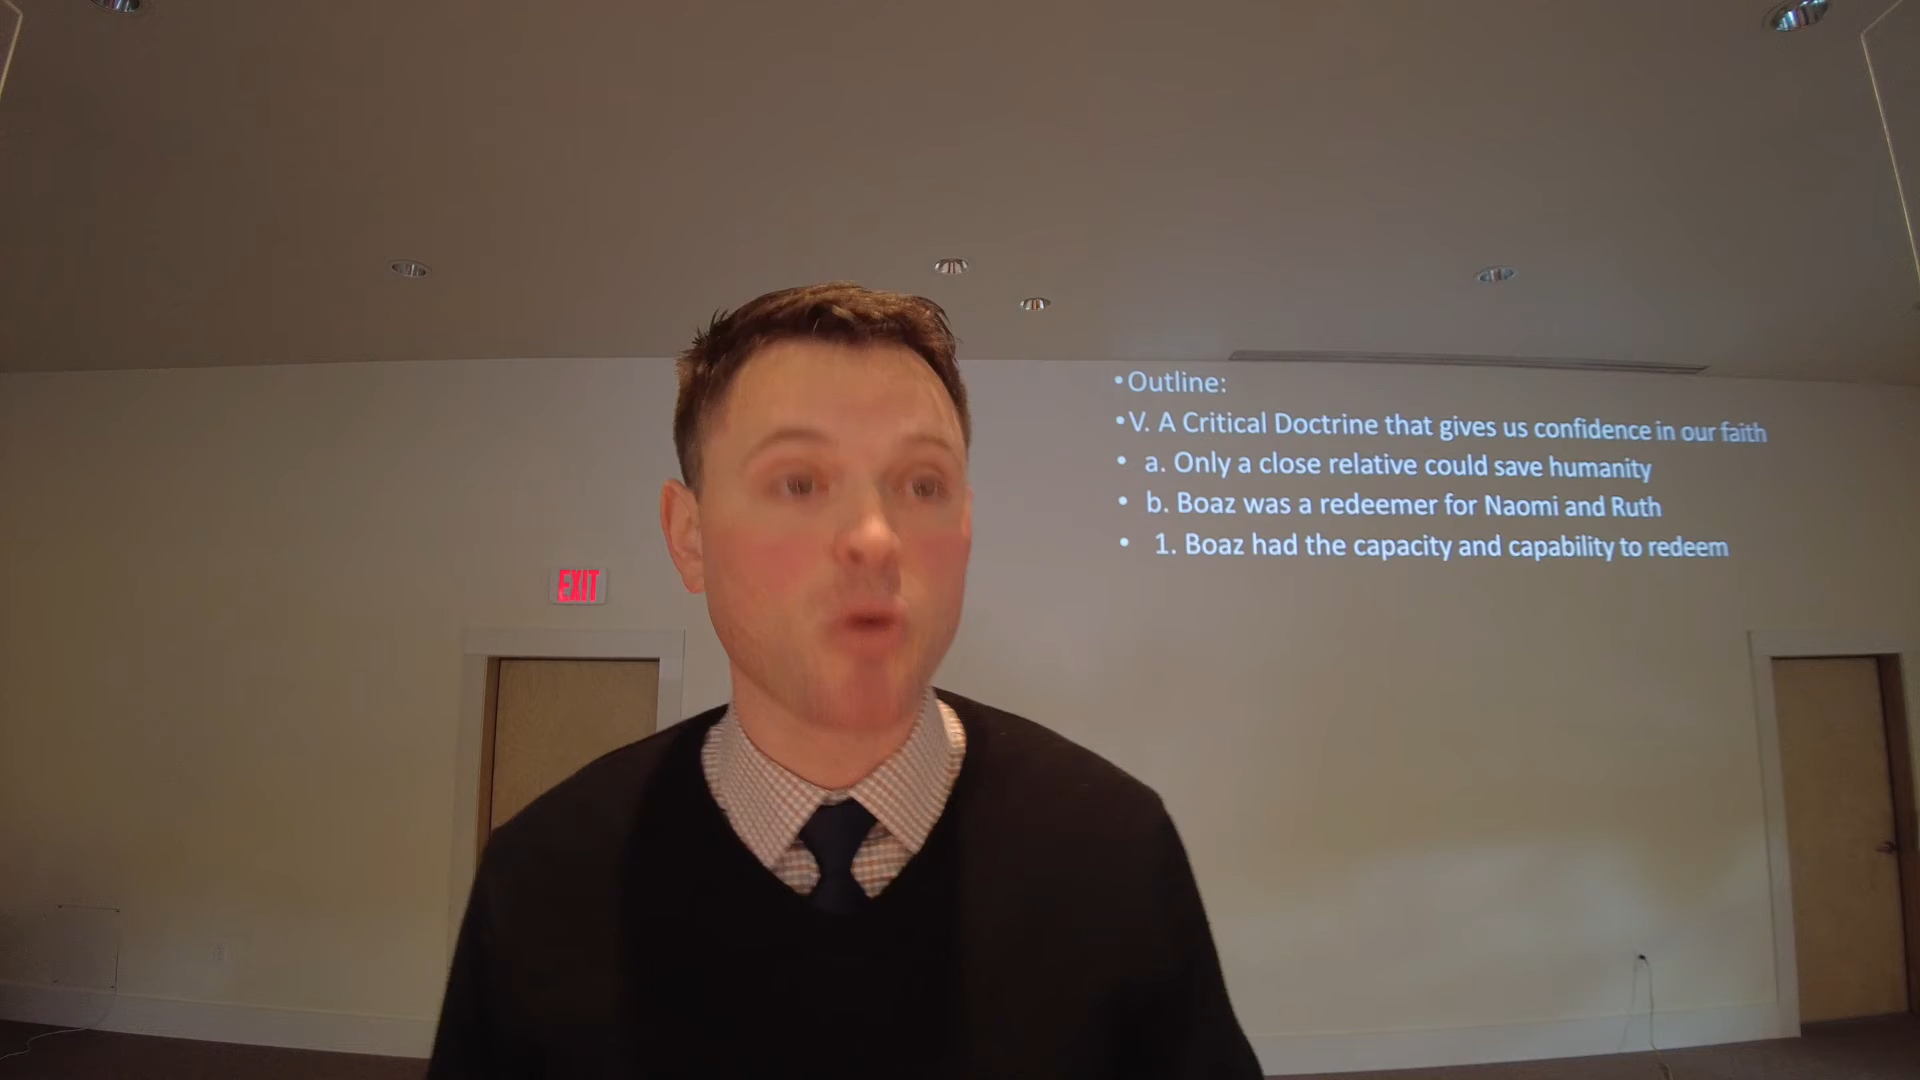 •Outline:
•V. A Critical Doctrine that gives us confidence in our faith
• a. Only a close relative could save humanity
• b. Boaz was a redeemer for Naomi and Ruth
• 1. Boaz had the capacity and capability to redeem
EXIT